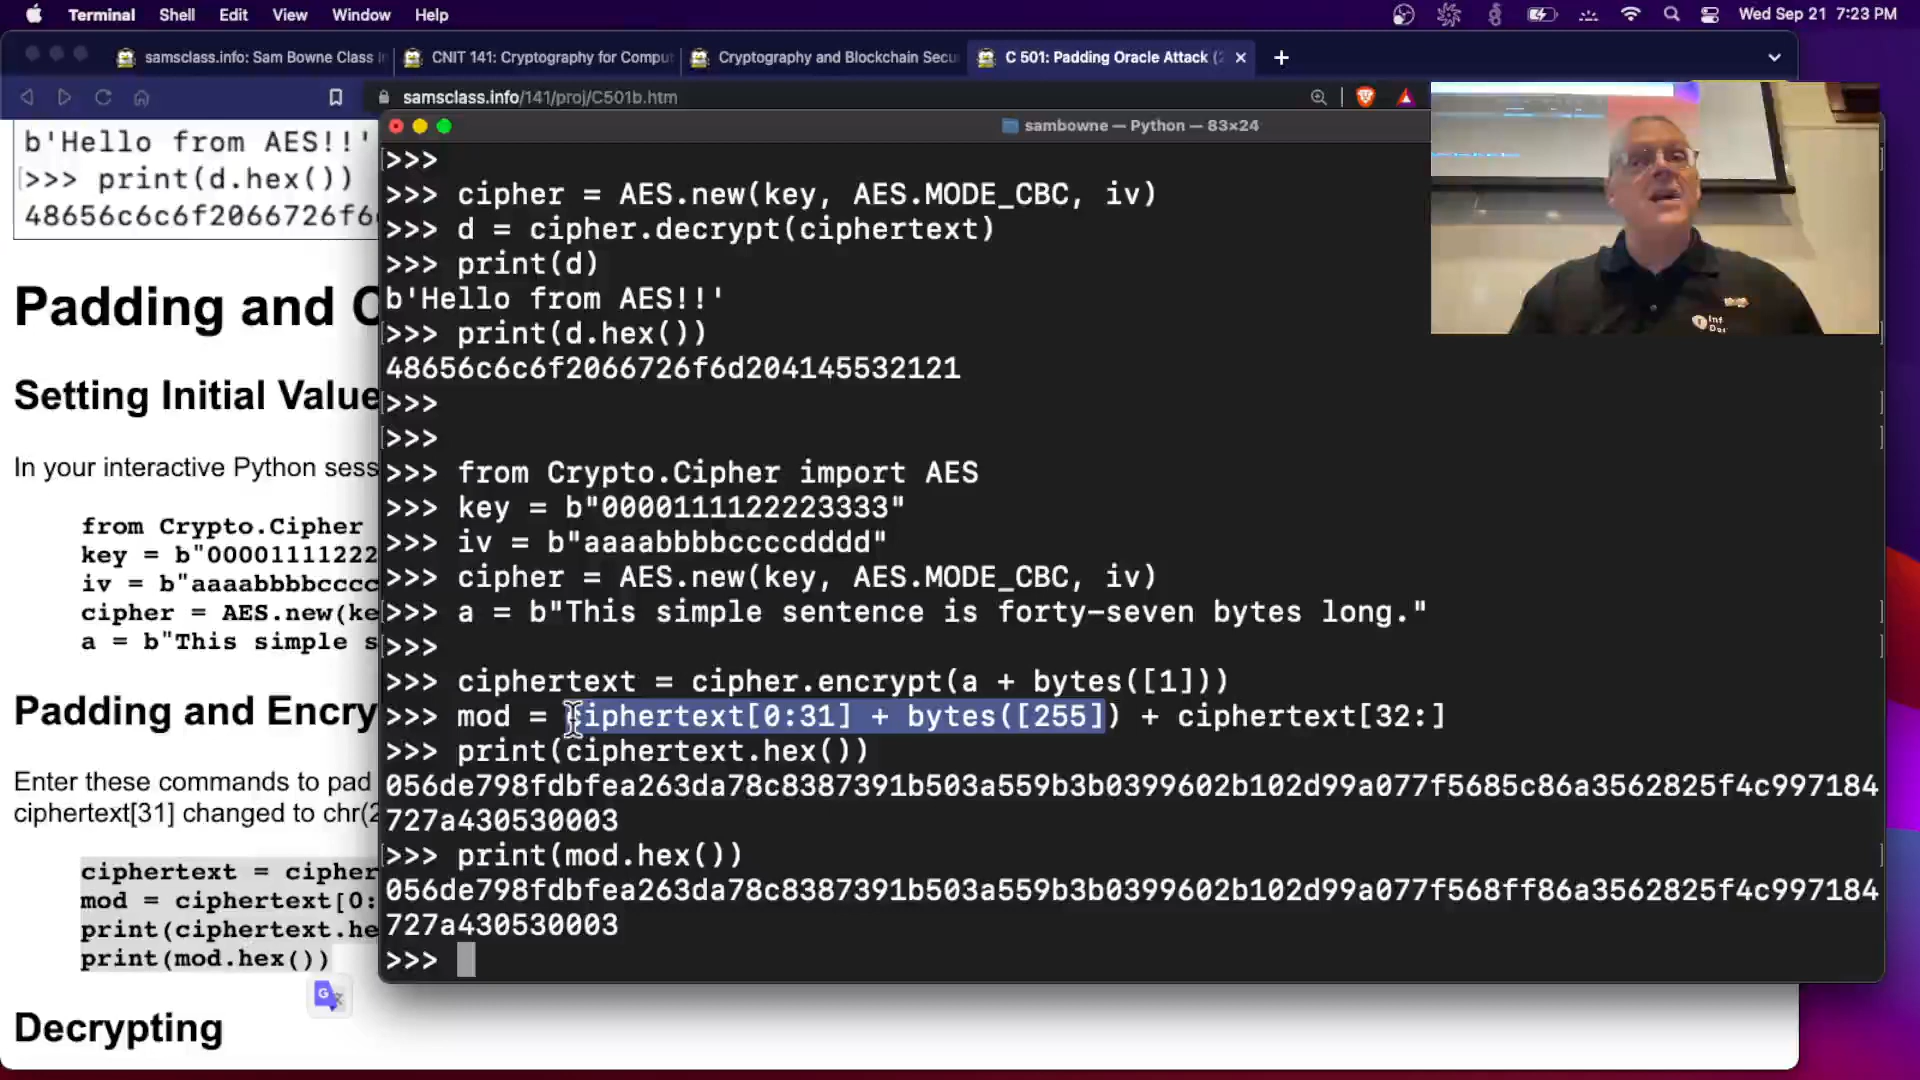 Terminal Shell Edit View Window Help Wed Sep 21 7:23 PM
samsclass.info: Sam Bowne Class CNIT 141: Cryptography for Comput Cryptography and Blockchain Secu C 501: Padding Oracle Attack (
samsclass.info/141/proj/C501b.htm
sambowne — Python — 83×24
b'Hello from AES!!'
>>> print(d.hex())
48656c6c6f2066726f6
Padding and C
Setting Initial Value
In your interactive Python sess
from Crypto.Cipher
key = b"00001111222
iv = b"aaaabbbbcccc
cipher = AES.new(ke
a = b"This simple s
Padding and Encry
Enter these commands to pad
ciphertext[31] changed to chr(2
ciphertext = cipher
mod = ciphertext[0:
print(ciphertext.he
print(mod.hex())
Decrypting
>>>
>>> cipher = AES.new(key, AES.MODE_CBC, iv)
>>> d = cipher.decrypt(ciphertext)
>>> print(d)
b'Hello from AES!!'
>>> print(d.hex())
48656c6c6f2066726f6d204145532121
>>>
>>>
>>> from Crypto.Cipher import AES
>>> key = b"0000111122223333"
>>> iv = b"aaaabbbbccccdddd"
>>> cipher = AES.new(key, AES.MODE_CBC, iv)
>>> a = b"This simple sentence is forty-seven bytes long."
>>>
>>> ciphertext = cipher.encrypt(a + bytes([1]))
>>> mod = ciphertext[0:31] + bytes([255]) + ciphertext[32:]
>>> print(ciphertext.hex())
056de798fdbfea263da78c8387391b503a559b3b0399602b102d99a077f5685c86a3562825f4c997184
727a430530003
>>> print(mod.hex())
056de798fdbfea263da78c8387391b503a559b3b0399602b102d99a077f568ff86a3562825f4c997184
727a430530003
>>>